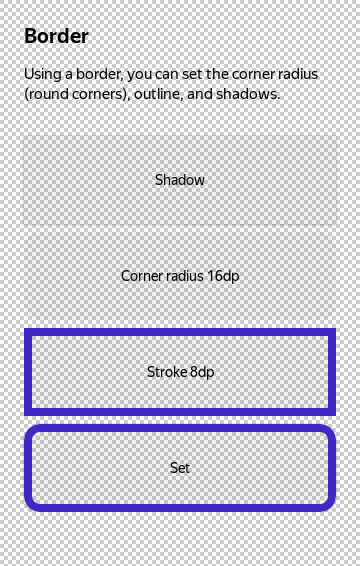 Border
Using a border, you can set the corner radius
(round corners), outline, and shadows.
Shadow
Corner radius 16dp
Stroke 8dp
Set